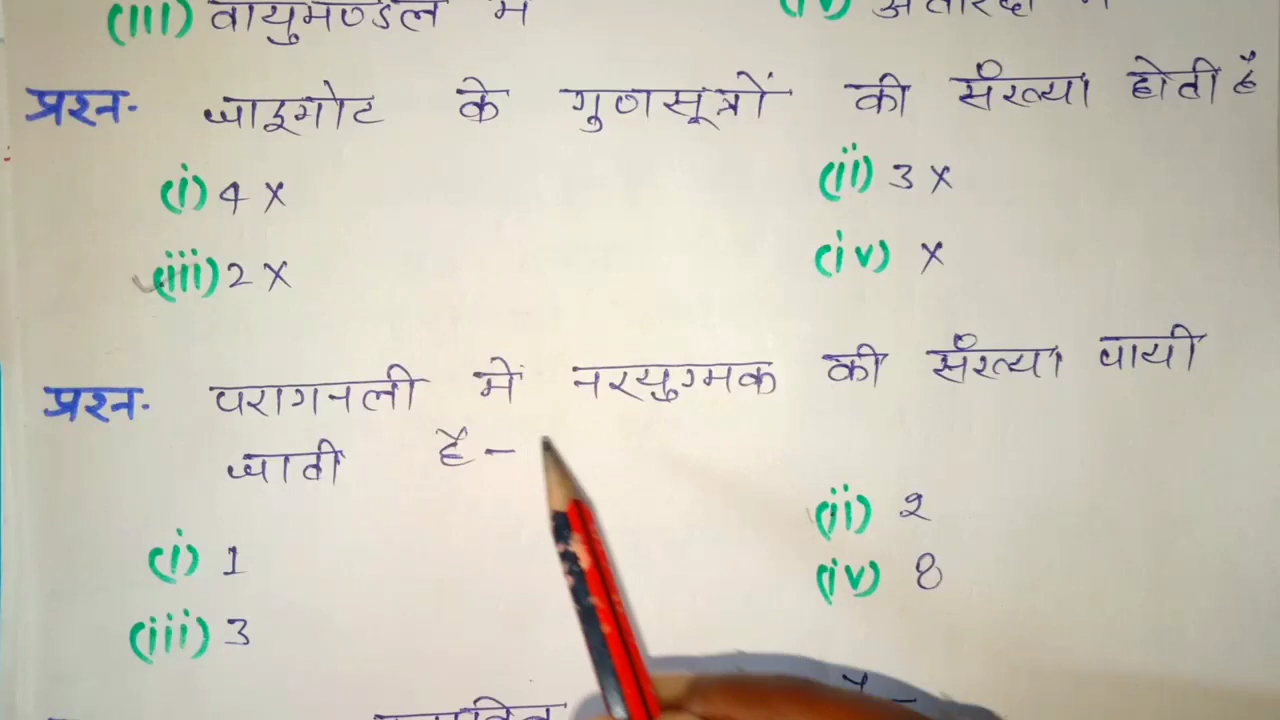 (III) वायुमण्डल में (iv)
प्रश्न- जाइगोट के गुणसूत्रों की संख्या होती है
(i) 4 x (ii) 3 x
(iii) 2 x (iv) x
प्रश्न- परागनली में नरयुग्मक की संख्या पायी
जाती है -
(i) 1 (ii) 2
(iii) 3 (iv) 8